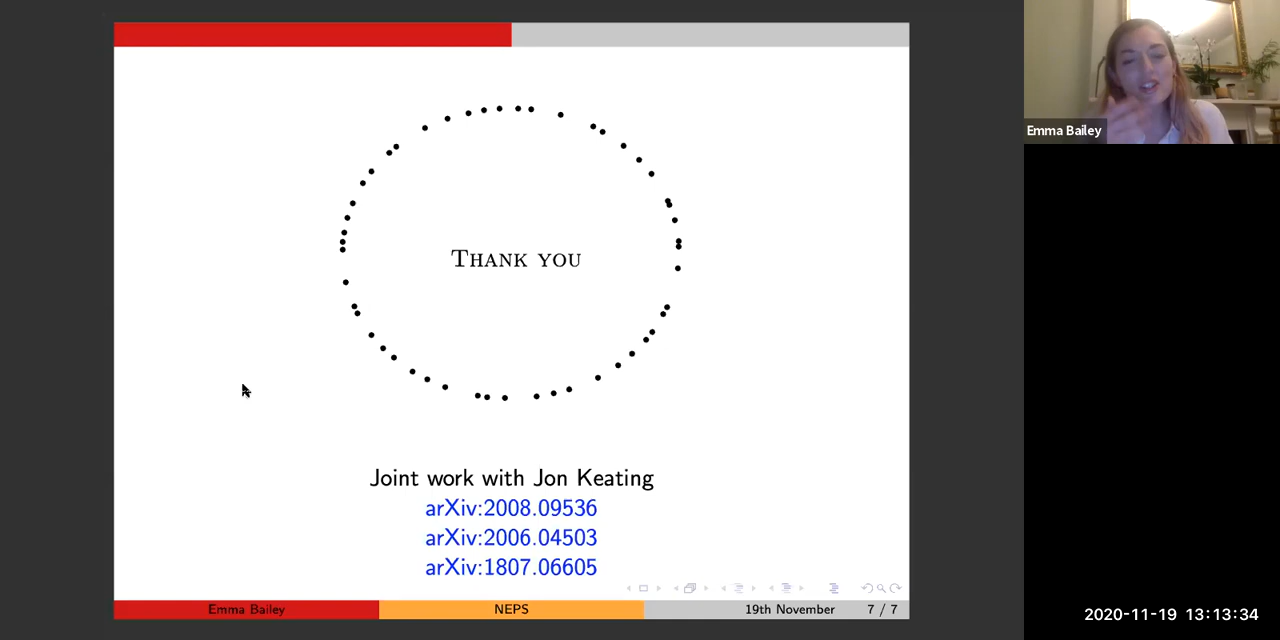 Thank you
Joint work with Jon Keating
arXiv:2008.09536
arXiv:2006.04503
arXiv:1807.06605
Emma Bailey NEPS 19th November 7 / 7
Emma Bailey
2020-11-19 13:13:34